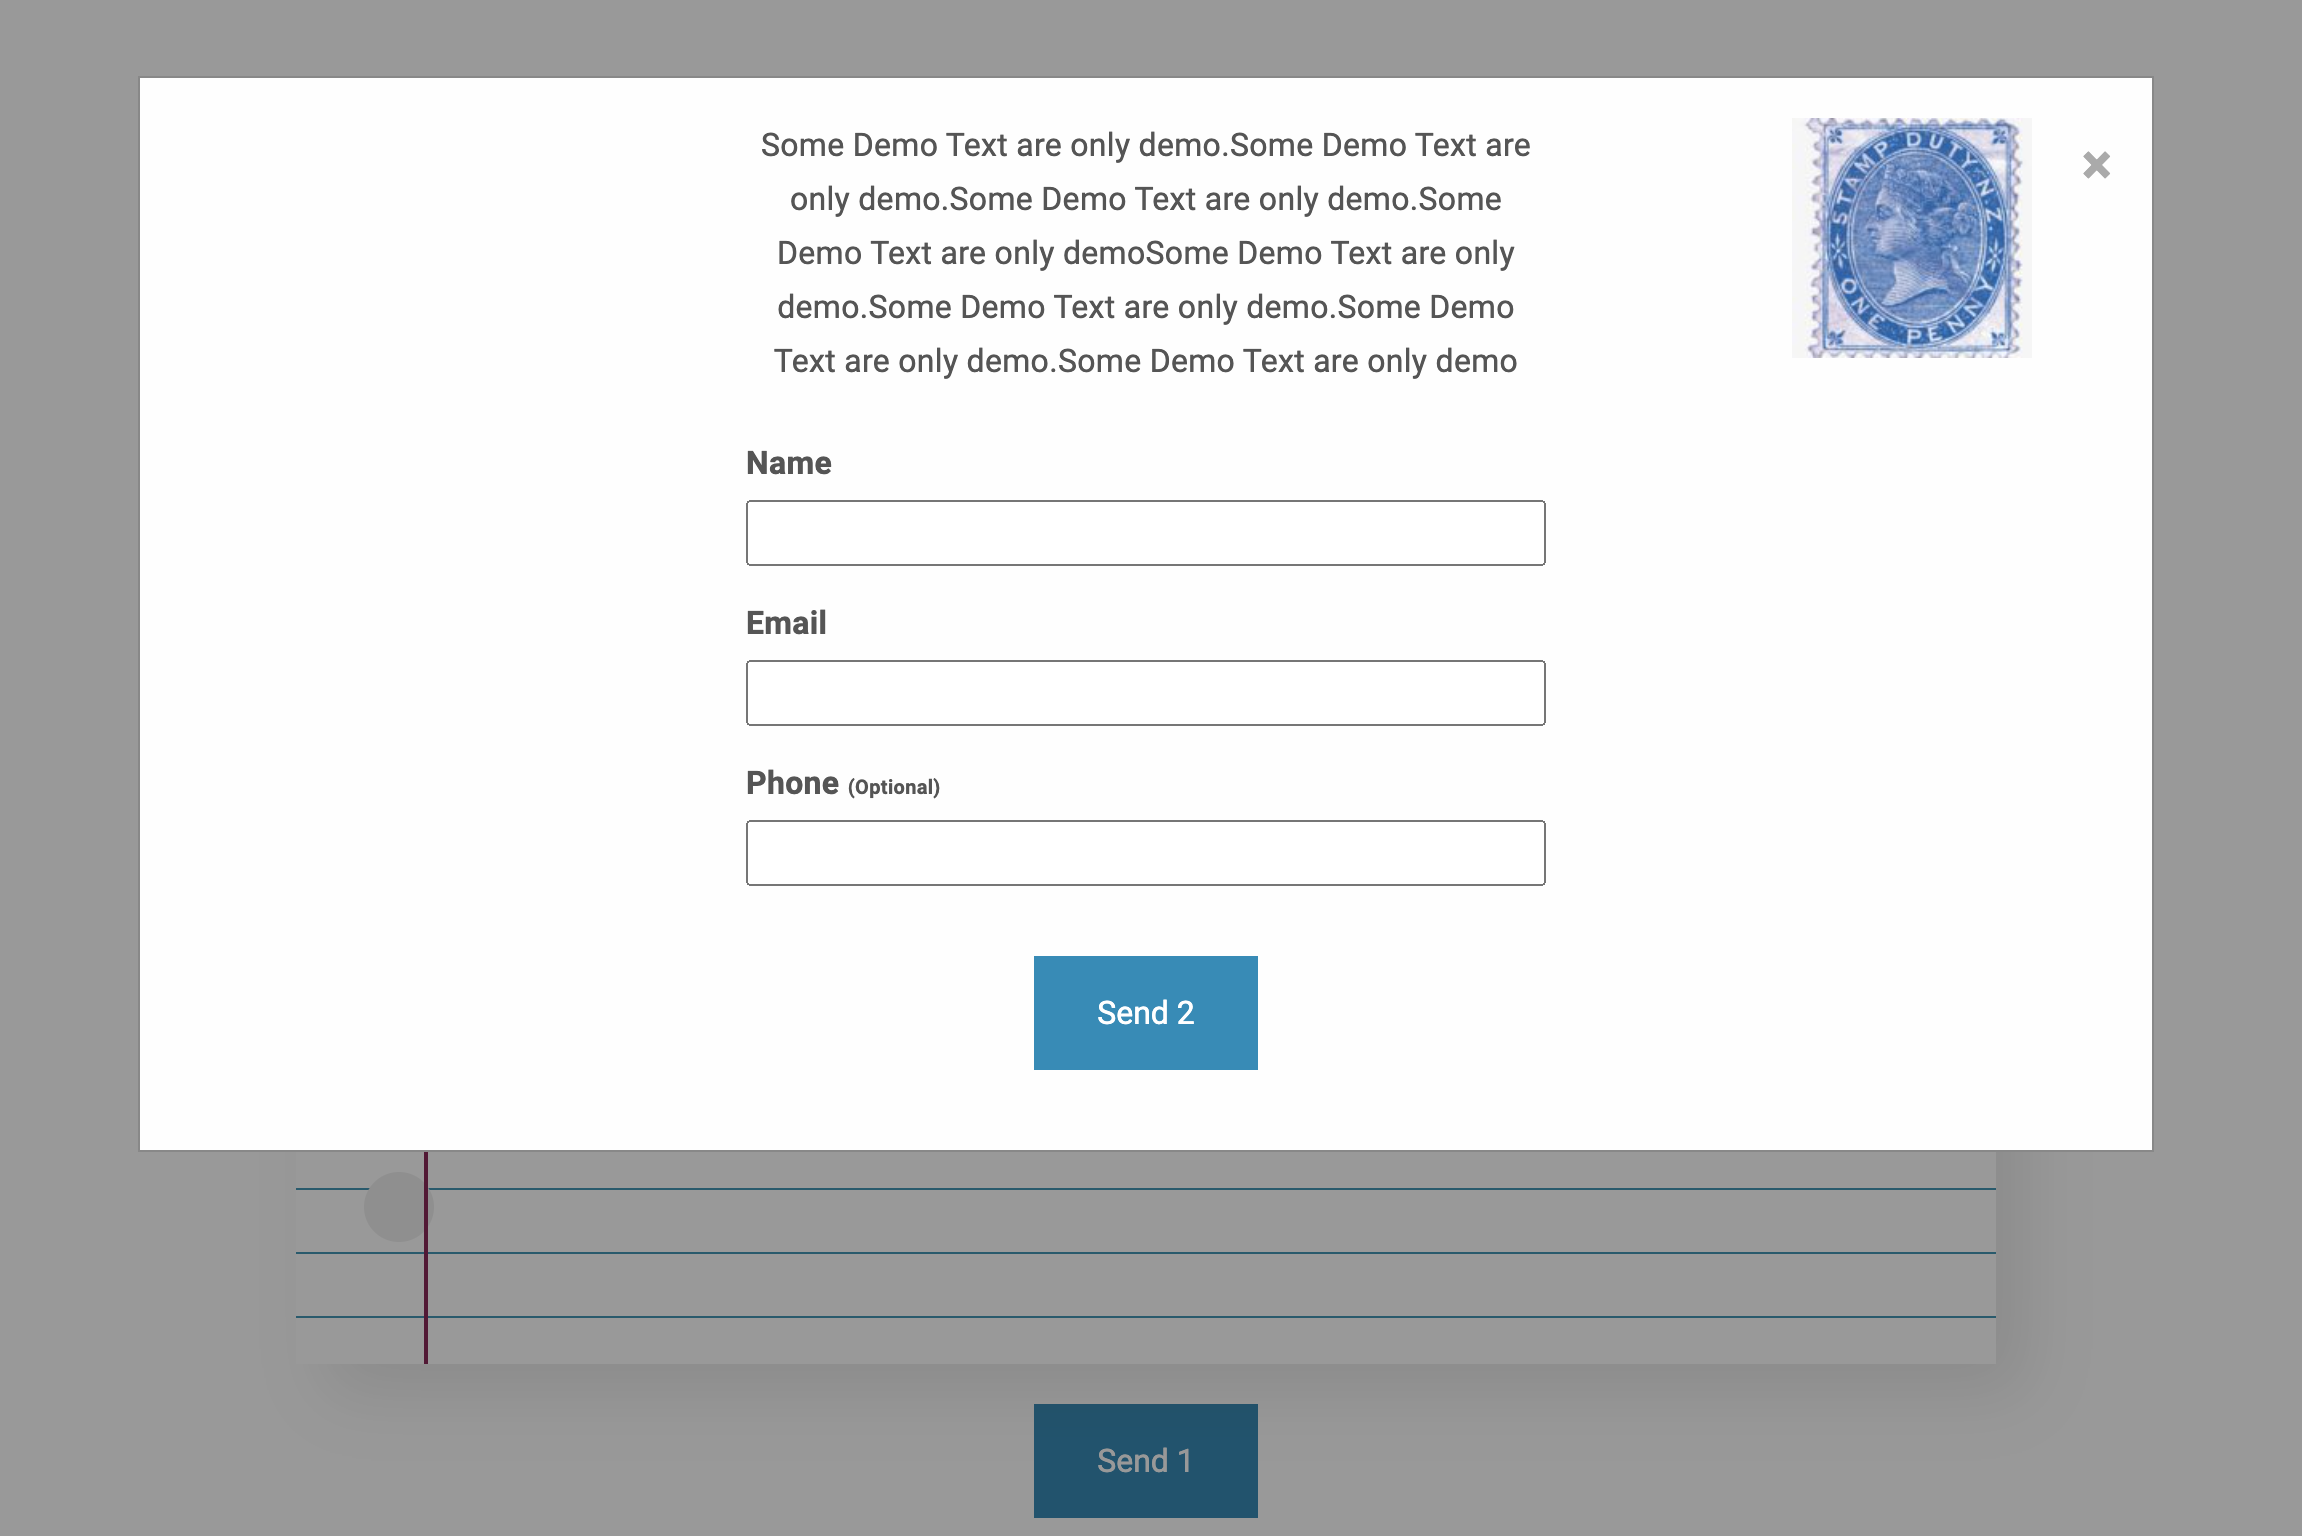 Some Demo Text are only demo.Some Demo Text are
only demo.Some Demo Text are only demo.Some
Demo Text are only demoSome Demo Text are only
demo.Some Demo Text are only demo.Some Demo
Text are only demo.Some Demo Text are only demo
STAMP DUTY N.Z.
ONE PENNY
×
Name
Email
Phone (Optional)
Send 2
Send 1